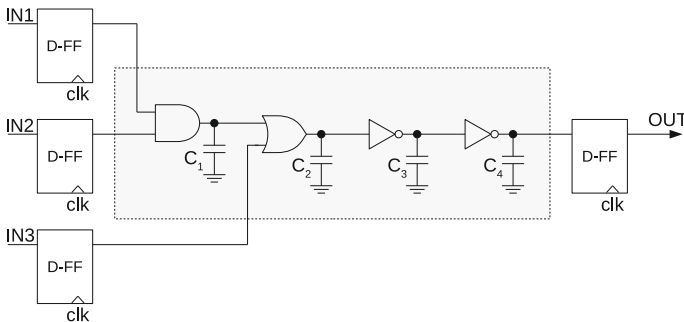 IN1
D-FF
clk
IN2
D-FF
clk
IN3
D-FF
clk
C1
C2
C3
C4
D-FF
clk
OUT